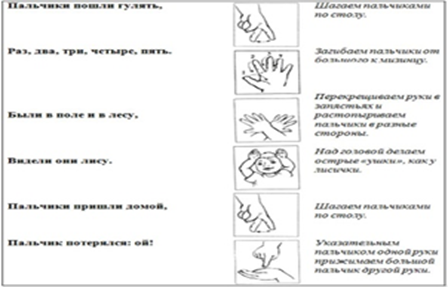 Пальчики пошли гулять,
Шагаем пальчиками
по столу.
Раз, два, три, четыре, пять.
Загибаем пальчики от
большого к мизинцу.
Были в поле и в лесу,
Перекрещиваем руки в
запястьях и
растопыриваем
пальчики в разные
стороны.
Видели они лису.
Над головой делаем
острые «ушки», как у
лисички.
Пальчики пришли домой,
Шагаем пальчиками
по столу.
Пальчик потерялся: ой!
Указательным
пальчиком одной руки
прижимаем большой
пальчик другой руки.